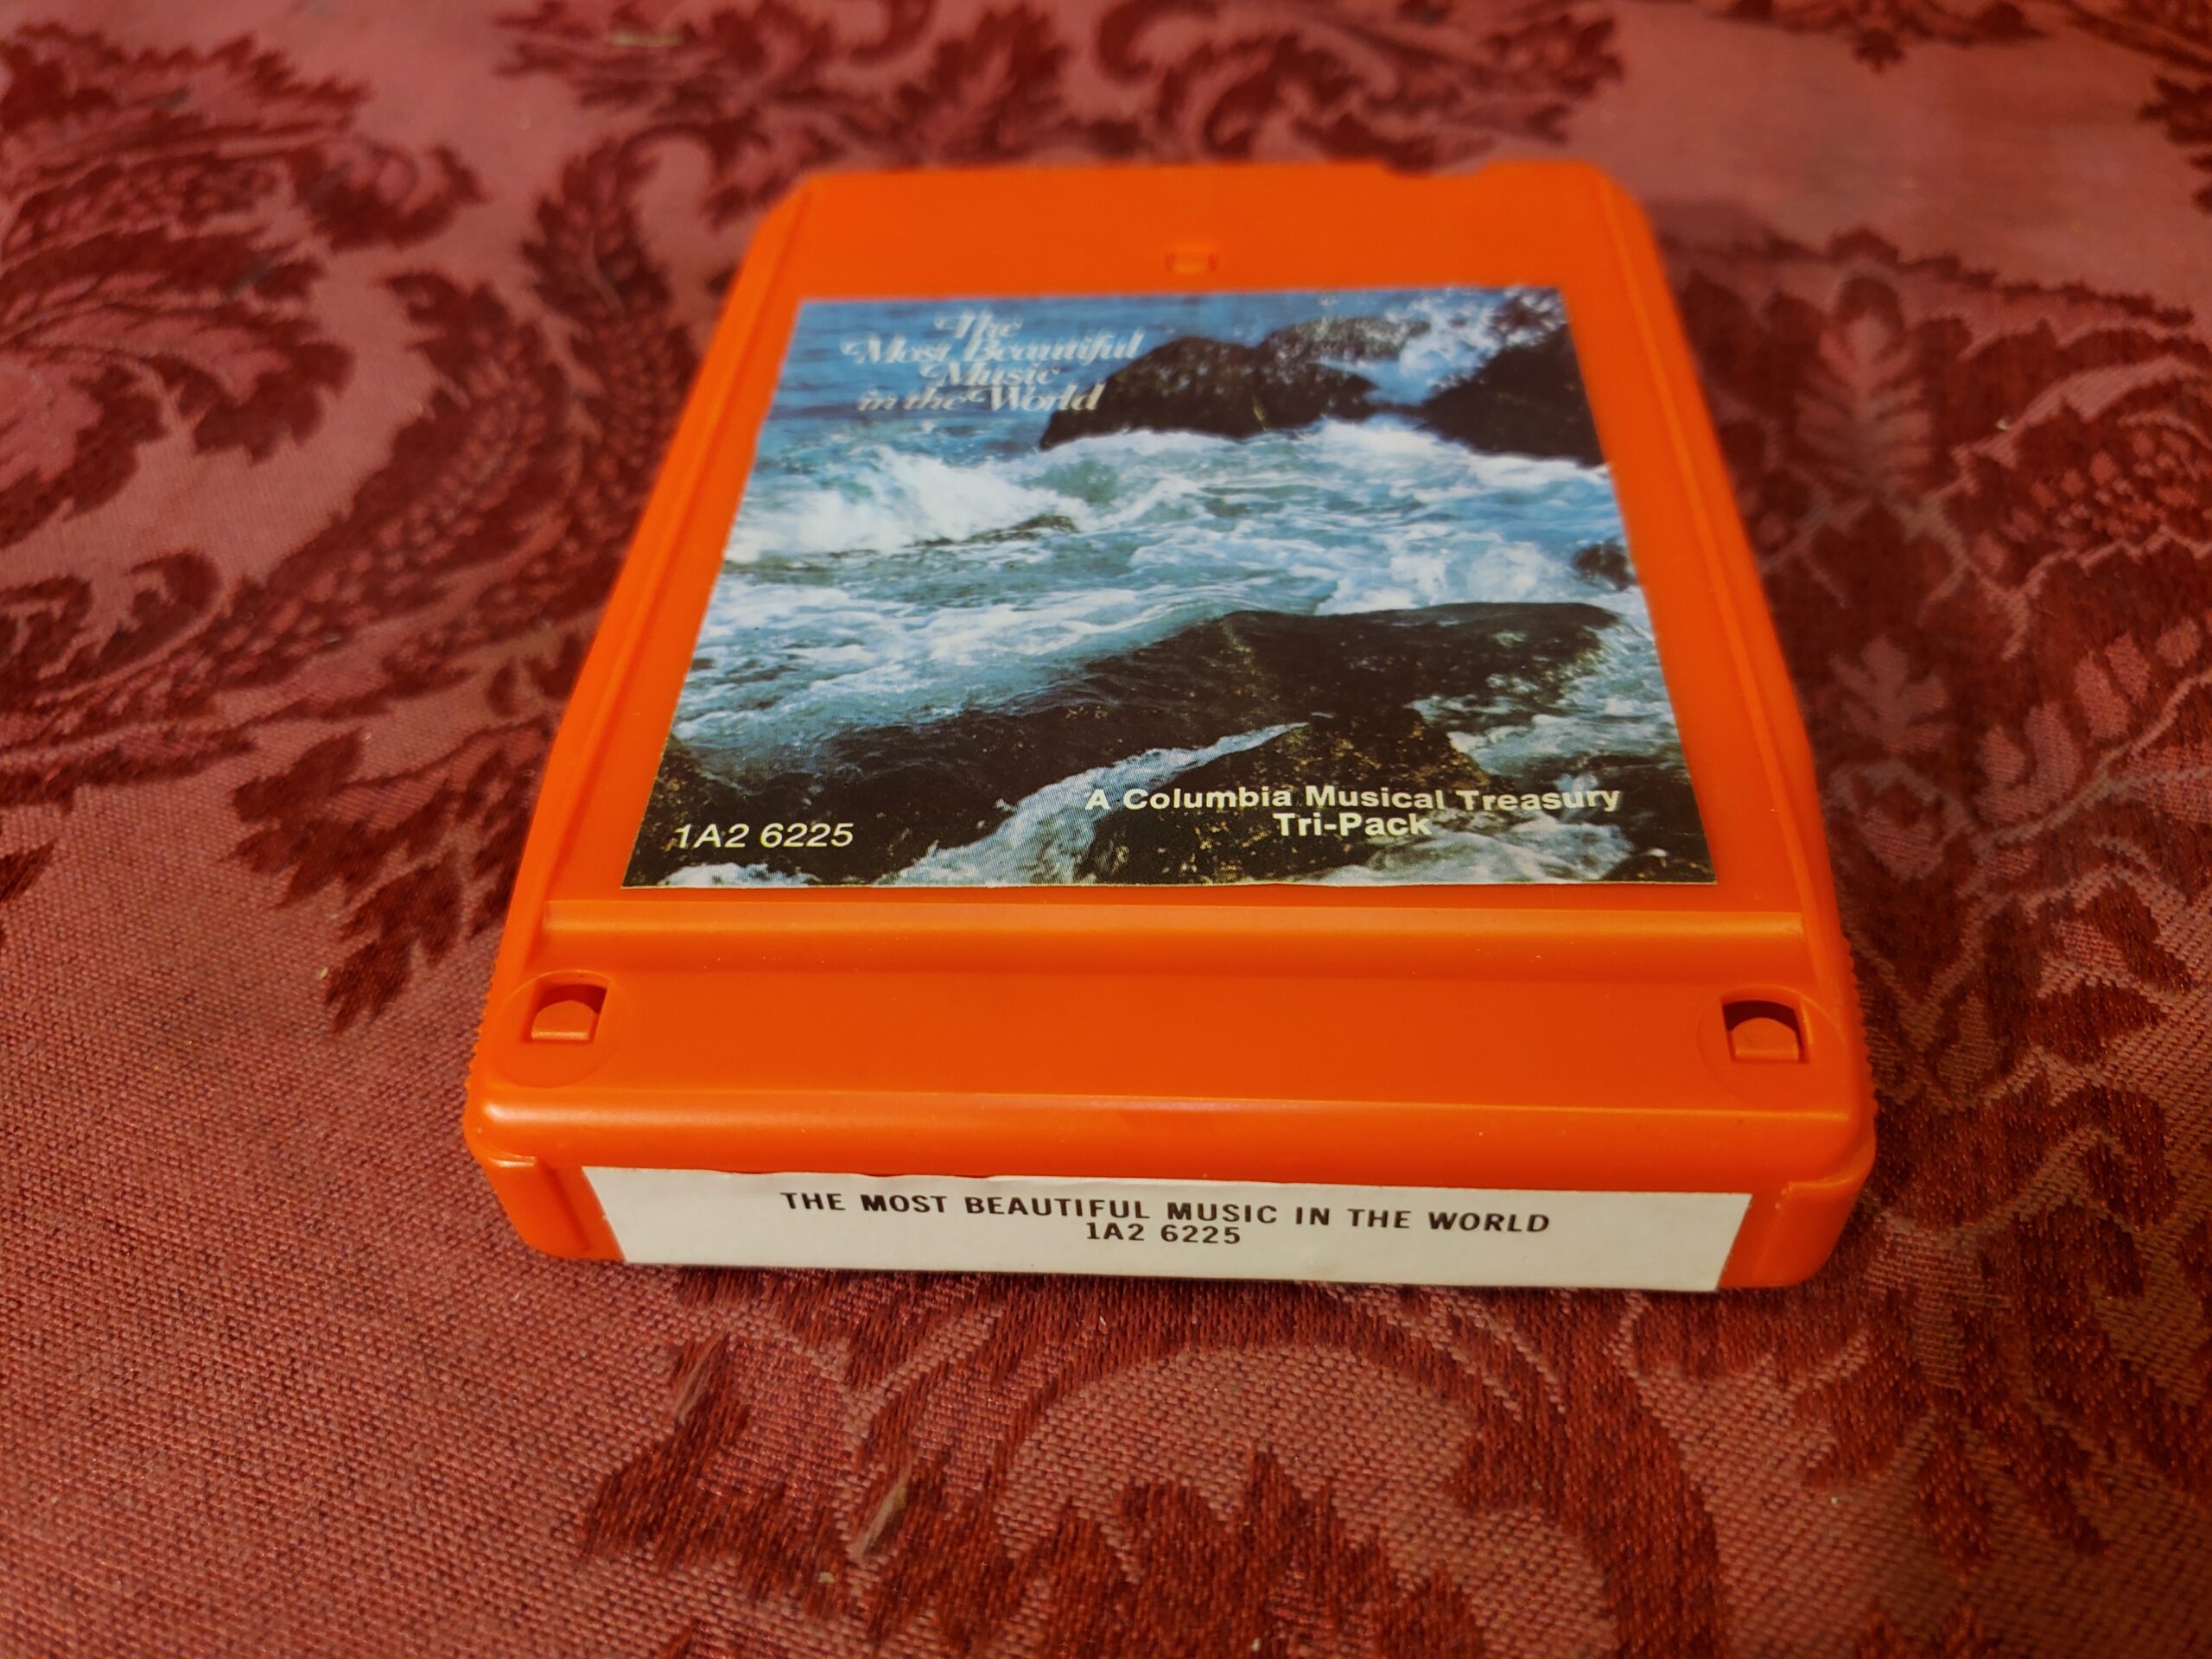 The
Most Beautiful
Music
in the World
1A2 6225
A Columbia Musical Treasury
Tri-Pack
THE MOST BEAUTIFUL MUSIC IN THE WORLD
1A2 6225